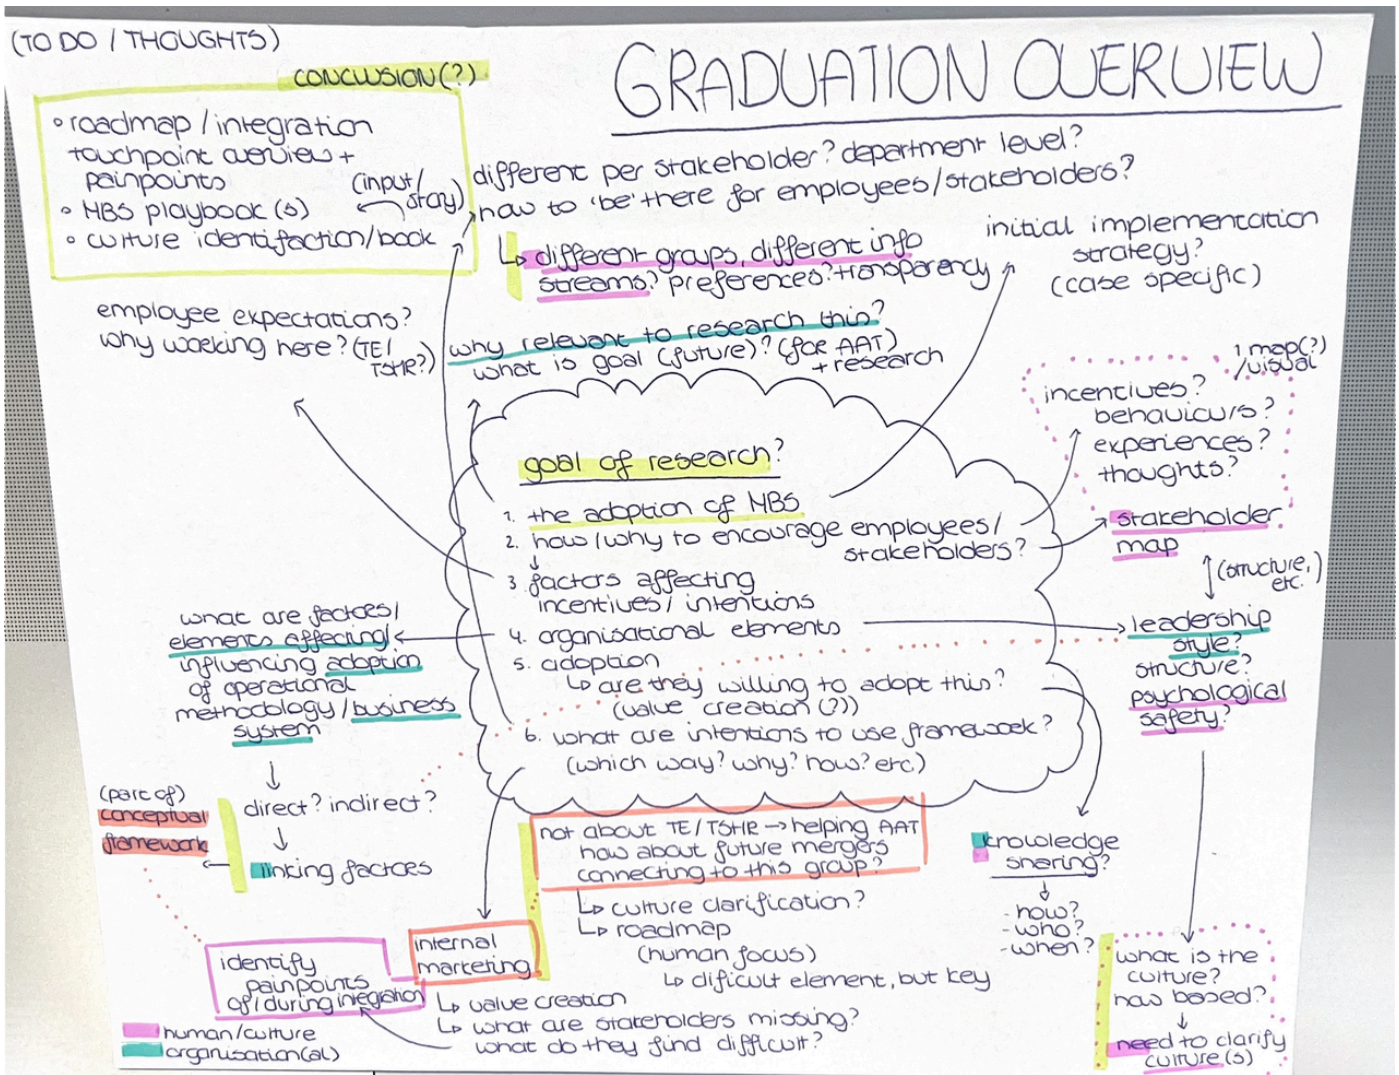 (TO DO / THOUGHTS)
GRADUATION OVERVIEW
CONCLUSION(?)
roadmap / integration
touchpoint overview +
painpoints
MBS playbook (s)
culture identifaction/book
(input/
story)
different per stakeholder? department level?
how to 'be' there for employees/stakeholders?
↳ different groups, different info
streams? preferences? transparency
initial implementation
strategy?
(case specific)
employee expectations?
why working here? (TE/
TSHR?)
why relevant to research this?
what is goal (future)? (for AAT)
+ research
1 map(?)
/visual
incentives?
behaviours?
experiences?
thoughts?
stakeholder
map
(structure,
etc.)
leadership
style?
structure?
psychological
safety?
goal of research?
1. the adoption of MBS
2. how/why to encourage employees/
stakeholders?
↓
3. factors affecting
incentives/intentions
4. organisational elements
5. adoption
↳ are they willing to adopt this?
(value creation (?))
6. what are intentions to use framework?
(which way? why? how? etc)
what are factors/
elements affecting/
influencing adoption
of operational
methodology/business
system
↓
direct? indirect?
↓
linking factors
(part of)
conceptual
framework
not about TE/TSHR → helping AAT
how about future mergers
connecting to this group?
↳ culture clarification?
↳ roadmap
(human focus)
↳ dificult element, but key
knowledge
sharing?
↓
- how?
- who?
- when?
what is the
culture?
how based?
↓
need to clarify
culture(s)
internal
marketing
↳ value creation
↳ what are stakeholders missing?
what do they find difficult?
identify
painpoints
of/during integration
human/culture
organisation(al)